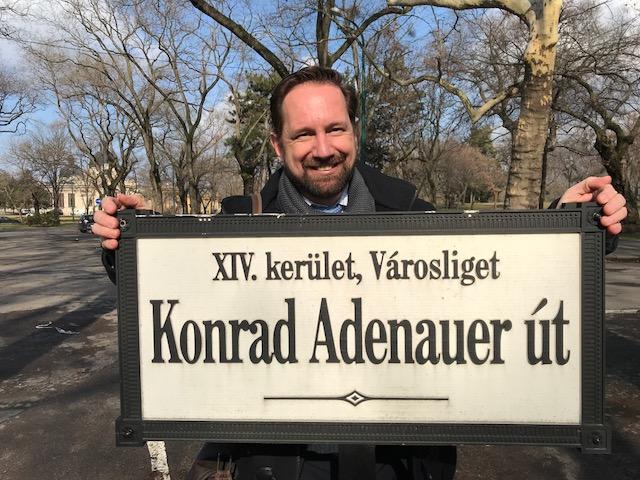 XIV. kerület, Városliget
Konrad Adenauer út